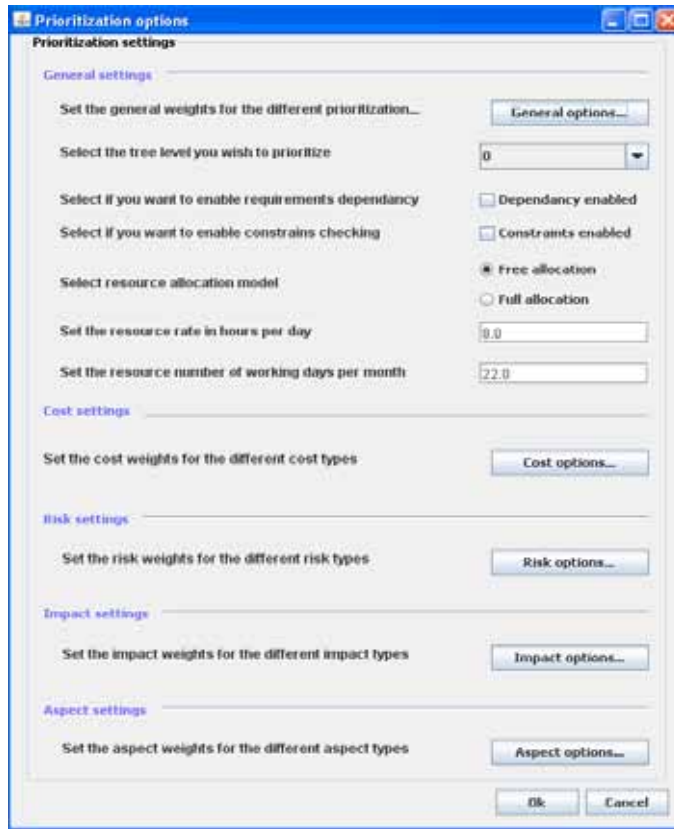 Prioritization options
Prioritization settings
General settings
Set the general weights for the different prioritization...
General options...
Select the tree level you wish to prioritize
0
Select if you want to enable requirements dependancy
Dependancy enabled
Select if you want to enable constrains checking
Constraints enabled
Select resource allocation model
Free allocation
Full allocation
Set the resource rate in hours per day
8.0
Set the resource number of working days per month
22.0
Cost settings
Set the cost weights for the different cost types
Cost options...
Risk settings
Set the risk weights for the different risk types
Risk options...
Impact settings
Set the impact weights for the different impact types
Impact options...
Aspect settings
Set the aspect weights for the different aspect types
Aspect options...
Ok
Cancel